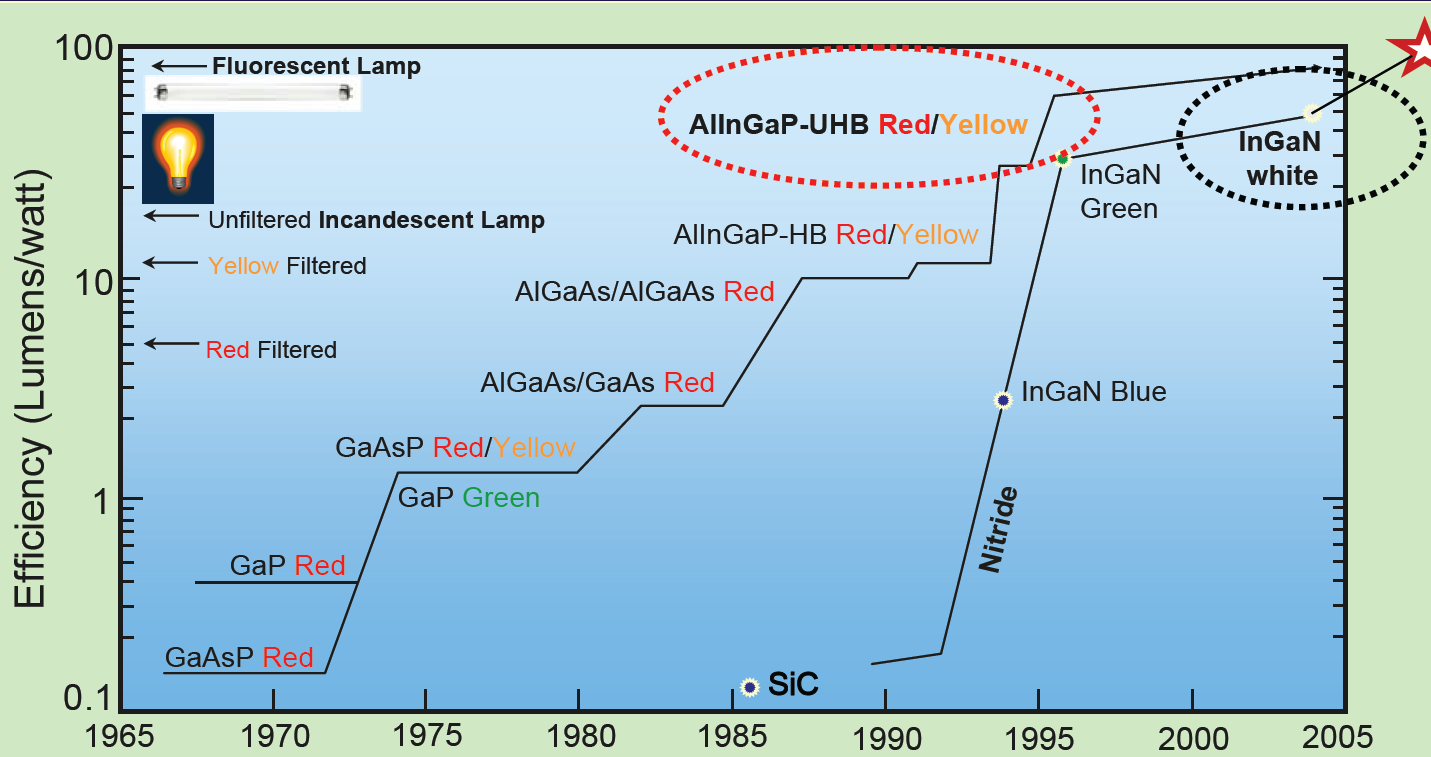 Efficiency (Lumens/watt)
100
10
1
0.1
Fluorescent Lamp
Unfiltered Incandescent Lamp
Yellow Filtered
Red Filtered
AlInGaP-UHB Red/Yellow
InGaN
white
InGaN
Green
AlInGaP-HB Red/Yellow
AlGaAs/AlGaAs Red
AlGaAs/GaAs Red
InGaN Blue
GaAsP Red/Yellow
GaP Green
Nitride
GaP Red
GaAsP Red
SiC
1965 1970 1975 1980 1985 1990 1995 2000 2005